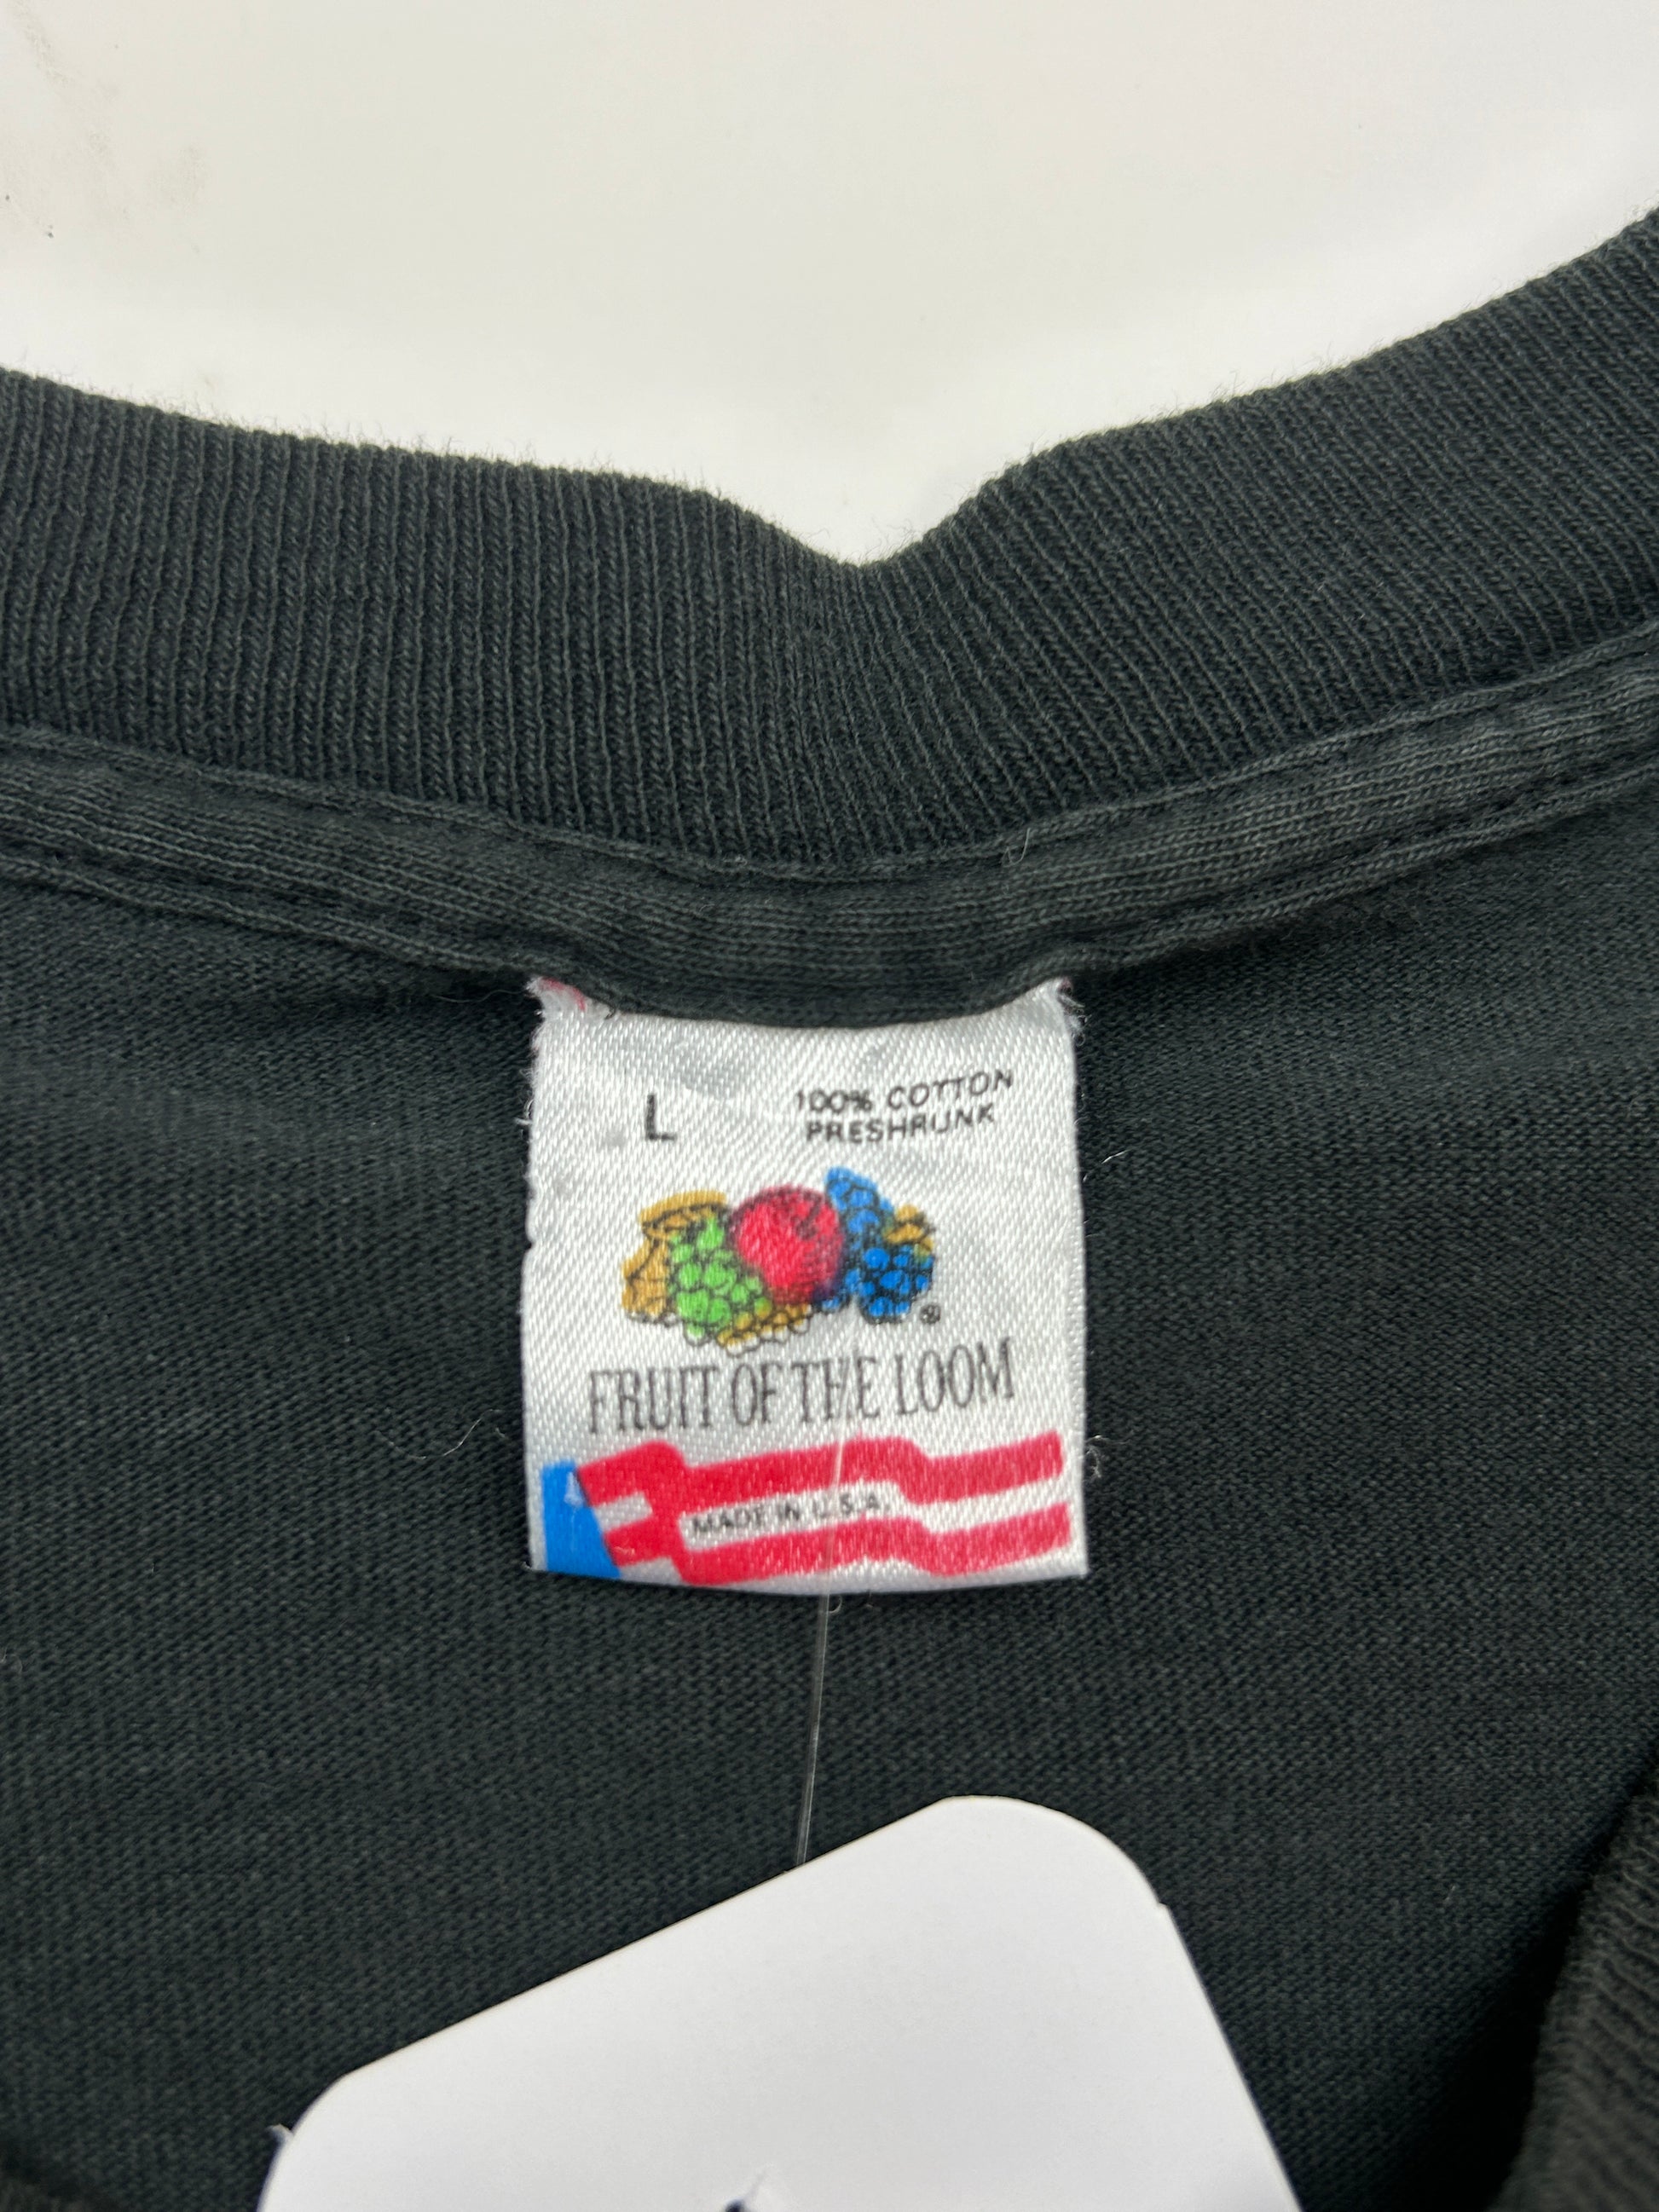 L 100% COTTON
PRESHRUNK
®
FRUIT OF THE LOOM
MADE IN U.S.A.